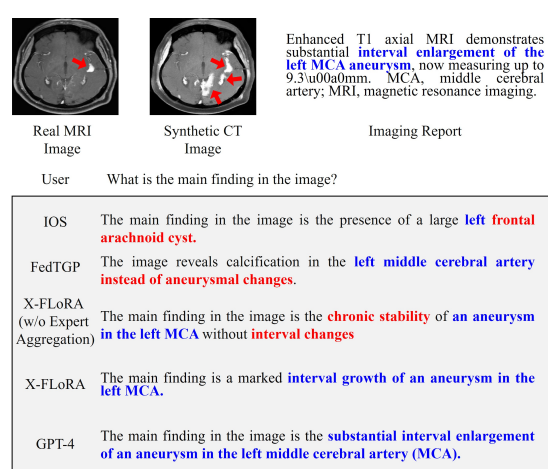 Enhanced T1 axial MRI demonstrates
substantial interval enlargement of the
left MCA aneurysm, now measuring up to
9.3\u00a0mm. MCA, middle cerebral
artery; MRI, magnetic resonance imaging.
Real MRI
Image
Synthetic CT
Image
Imaging Report
User
What is the main finding in the image?
IOS
The main finding in the image is the presence of a large left frontal
arachnoid cyst.
FedTGP
The image reveals calcification in the left middle cerebral artery
instead of aneurysmal changes.
X-FLoRA
(w/o Expert
Aggregation)
The main finding in the image is the chronic stability of an aneurysm
in the left MCA without interval changes
X-FLoRA
The main finding is a marked interval growth of an aneurysm in the
left MCA.
GPT-4
The main finding in the image is the substantial interval enlargement
of an aneurysm in the left middle cerebral artery (MCA).